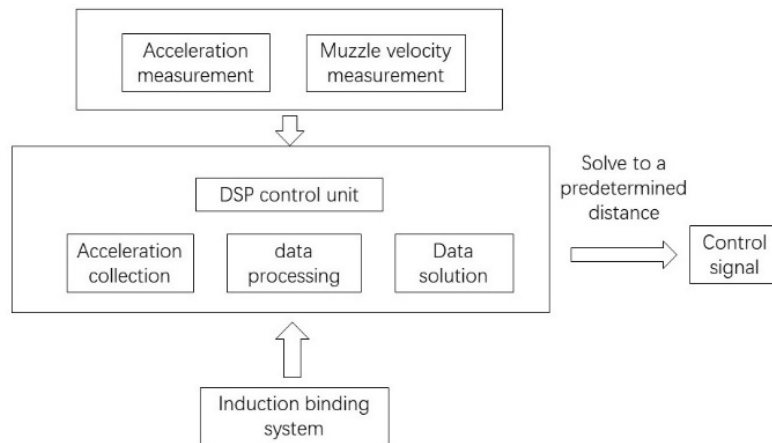 Acceleration
measurement
Muzzle velocity
measurement
DSP control unit
Acceleration
collection
data
processing
Data
solution
Solve to a
predetermined
distance
Control
signal
Induction binding
system